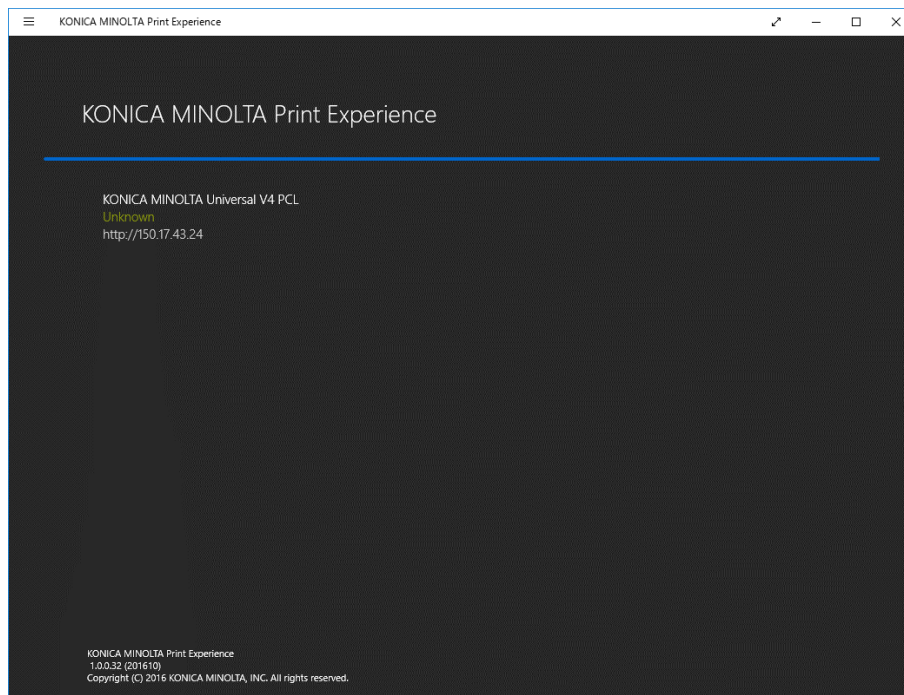 KONICA MINOLTA Print Experience
KONICA MINOLTA Print Experience
KONICA MINOLTA Universal V4 PCL
Unknown
http://150.17.43.24
KONICA MINOLTA Print Experience
1.0.0.32 (201610)
Copyright (C) 2016 KONICA MINOLTA, INC. All rights reserved.